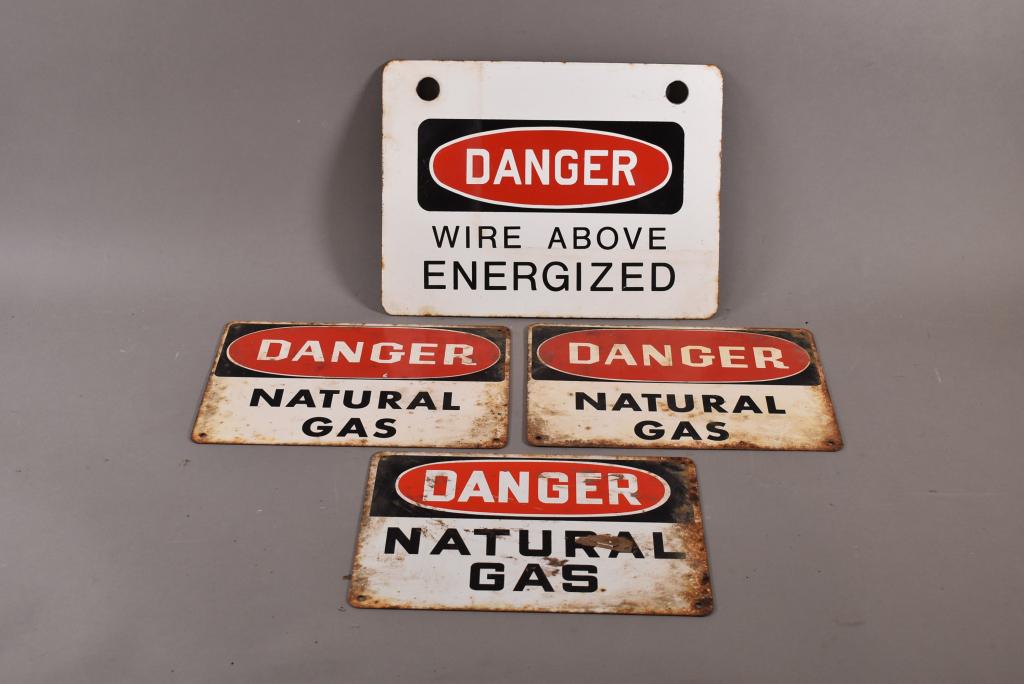 DANGER
WIRE ABOVE
ENERGIZED
DANGER
NATURAL
GAS
DANGER
NATURAL
GAS
DANGER
NATURAL
GAS